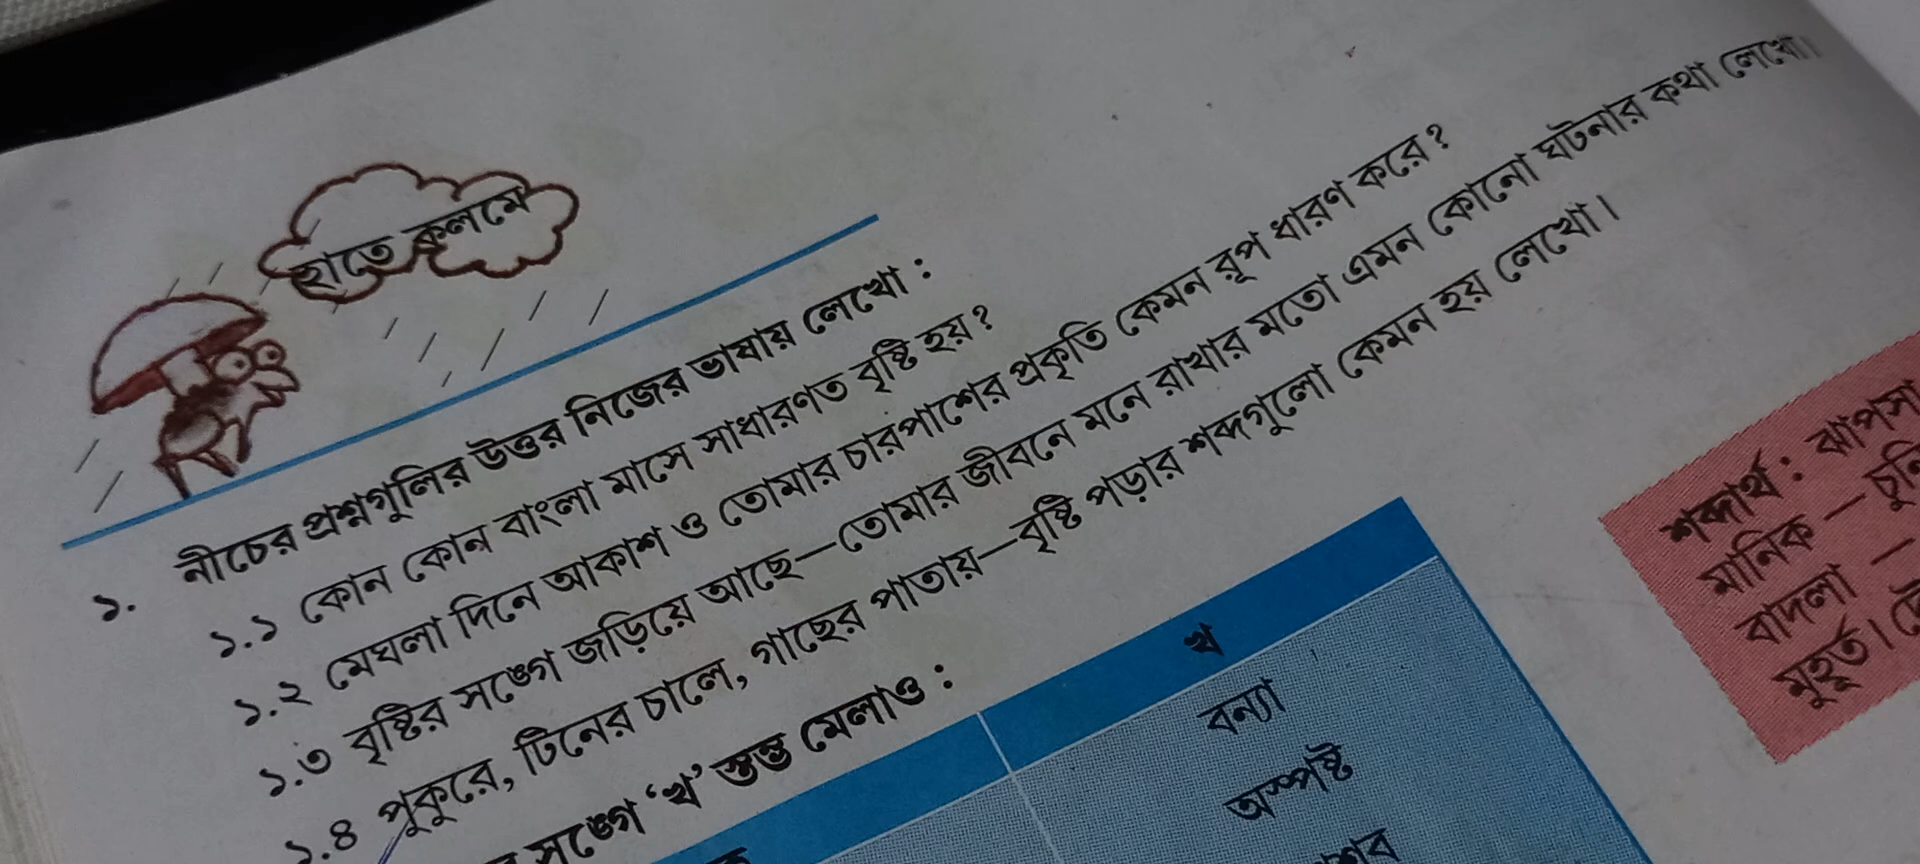 হাতে কলমে
১. নীচের প্রশ্নগুলির উত্তর নিজের ভাষায় লেখো :
১.১ কোন কোন বাংলা মাসে সাধারণত বৃষ্টি হয়?
১.২ মেঘলা দিনে আকাশ ও তোমার চারপাশের প্রকৃতি কেমন রূপ ধারণ করে?
১.৩ বৃষ্টির সঙ্গে জড়িয়ে আছে—তোমার জীবনে মনে রাখার মতো এমন কোনো ঘটনার কথা লেখো।
১.৪ পুকুরে, টিনের চালে, গাছের পাতায়—বৃষ্টি পড়ার শব্দগুলো কেমন হয় লেখো।
সঙ্গে ‘খ’ স্তম্ভ মেলাও :
খ
বন্যা
অস্পষ্ট
শব্দার্থ : ঝাপসা
মানিক —
বাদলা —
মুহূর্ত।